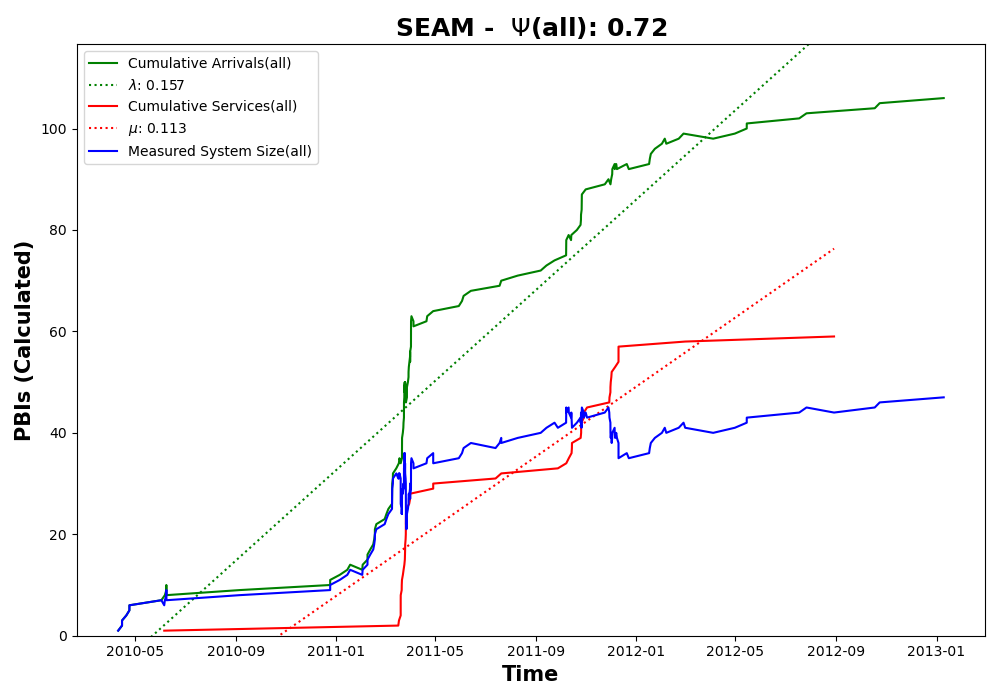 SEAM - Ψ(all): 0.72
Cumulative Arrivals(all)
λ: 0.157
Cumulative Services(all)
μ: 0.113
Measured System Size(all)
PBIs (Calculated)
100
80
60
40
20
0
2010-05 2010-09 2011-01 2011-05 2011-09 2012-01 2012-05 2012-09 2013-01
Time